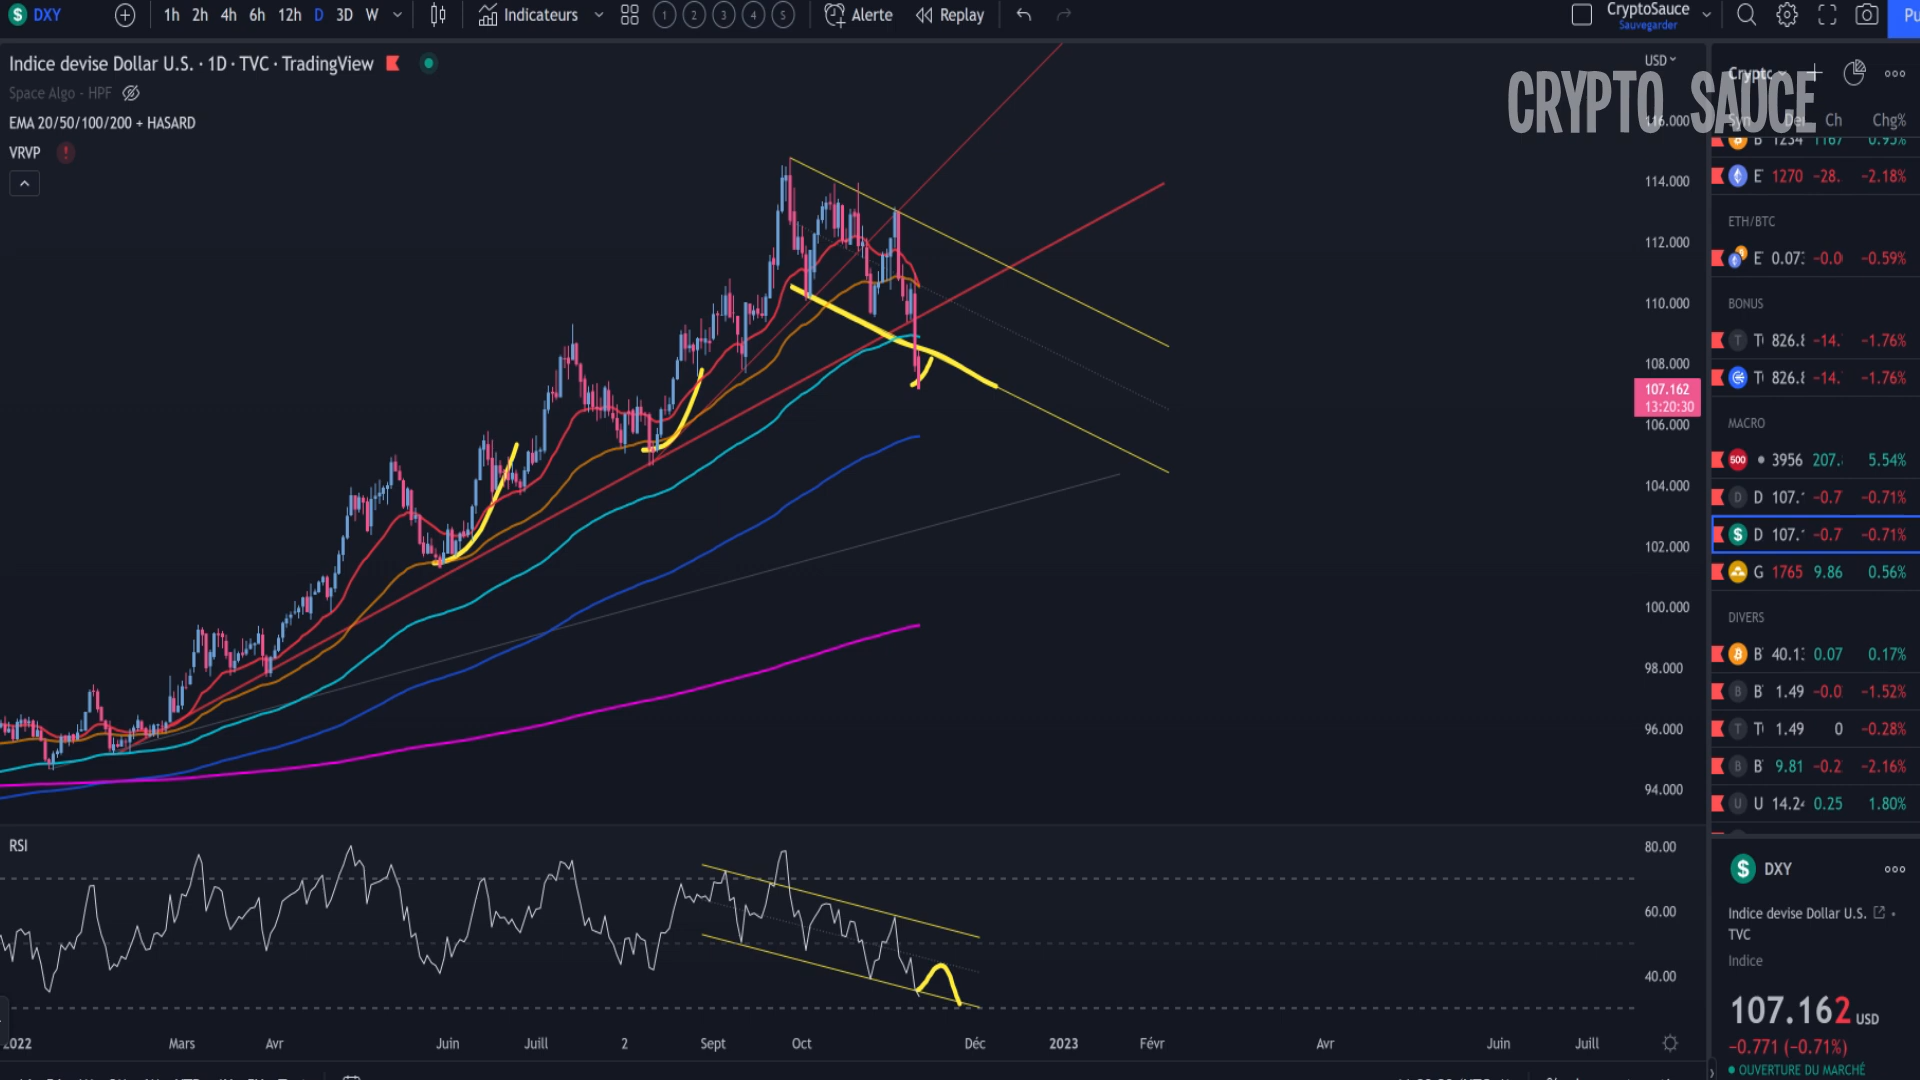 DXY 1h 2h 4h 6h 12h D 3D W Indicateurs 1 2 3 4 5 Alerte Replay CryptoSauce
Sauvegarder
Indice devise Dollar U.S. · 1D · TVC · TradingView
Space Algo - HPF
EMA 20/50/100/200 + HASARD
VRVP
CRYPTO SAUCE
USD
116.000
114.000
112.000
110.000
108.000
107.162
13:20:30
106.000
104.000
102.000
100.000
98.000
96.000
94.000
Ch Chg%
E 1270 −28. −2.18%
ETH/BTC
E 0.07 −0.0 −0.59%
BONUS
T 826.8 −14. −1.76%
T 826.8 −14. −1.76%
MACRO
500 3956 207. 5.54%
D D 107. −0.7 −0.71%
$ D 107. −0.7 −0.71%
G 1765 9.86 0.56%
DIVERS
B 40.1 0.07 0.17%
B B 1.49 −0.0 −1.52%
T T 1.49 0 −0.28%
B B 9.81 −0.2 −2.16%
U U 14.2 0.25 1.80%
RSI
80.00
60.00
40.00
2022 Mars Avr Juin Juill 2 Sept Oct Déc 2023 Févr Avr Juin Juill
$ DXY
Indice devise Dollar U.S.
TVC
Indice
107.162 USD
−0.771 (−0.71%)
OUVERTURE DU MARCHÉ